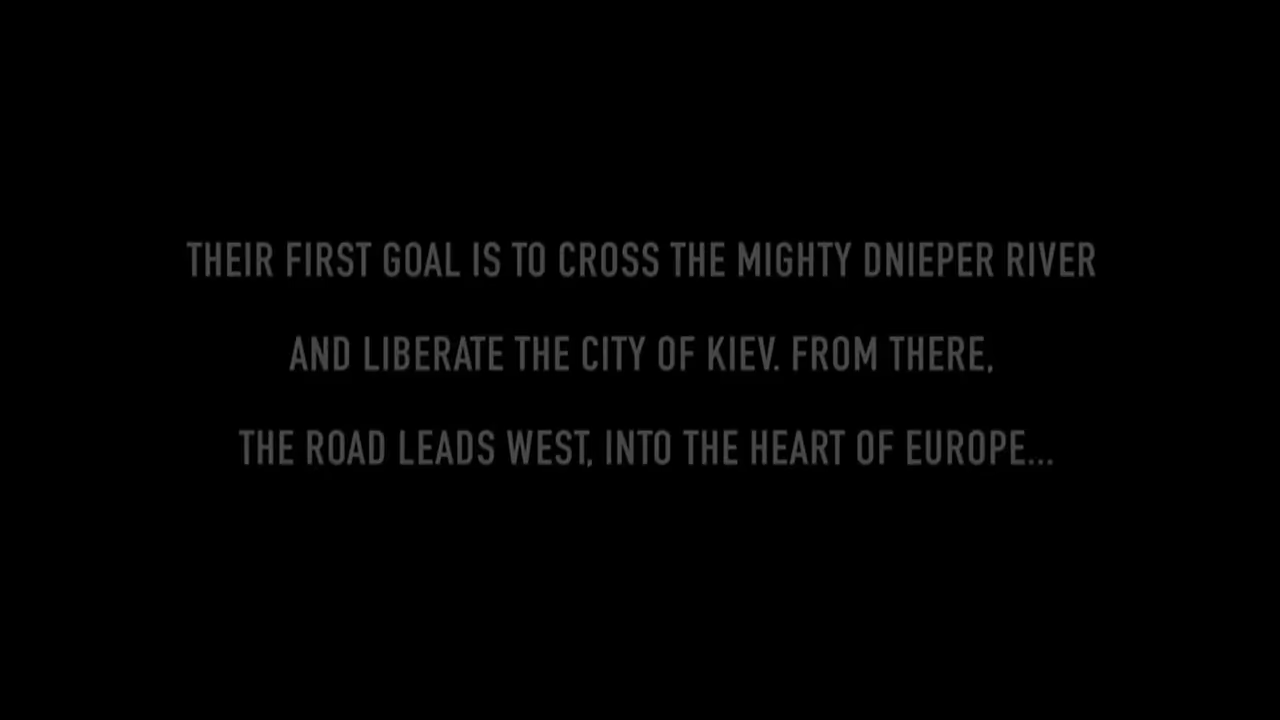 THEIR FIRST GOAL IS TO CROSS THE MIGHTY DNIEPER RIVER
AND LIBERATE THE CITY OF KIEV. FROM THERE,
THE ROAD LEADS WEST, INTO THE HEART OF EUROPE...